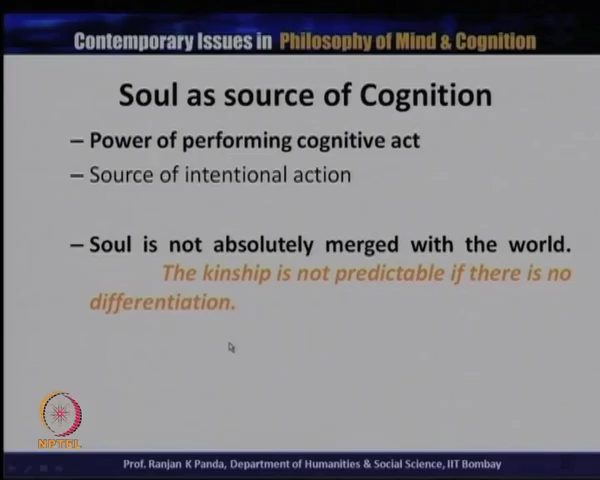 Contemporary Issues in Philosophy of Mind & Cognition
Soul as source of Cognition
– Power of performing cognitive act
– Source of intentional action
– Soul is not absolutely merged with the world.
The kinship is not predictable if there is no
differentiation.
NPTEL
Prof. Ranjan K Panda, Department of Humanities & Social Science, IIT Bombay